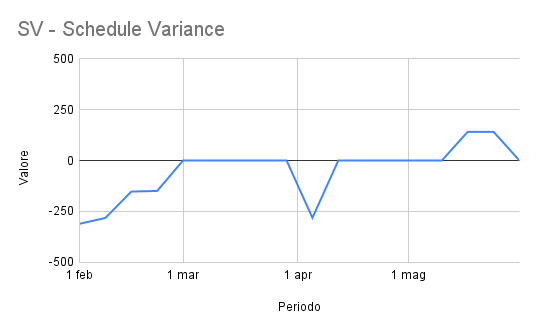 SV - Schedule Variance
500
250
0
-250
-500
Valore
1 feb
1 mar
1 apr
1 mag
Periodo